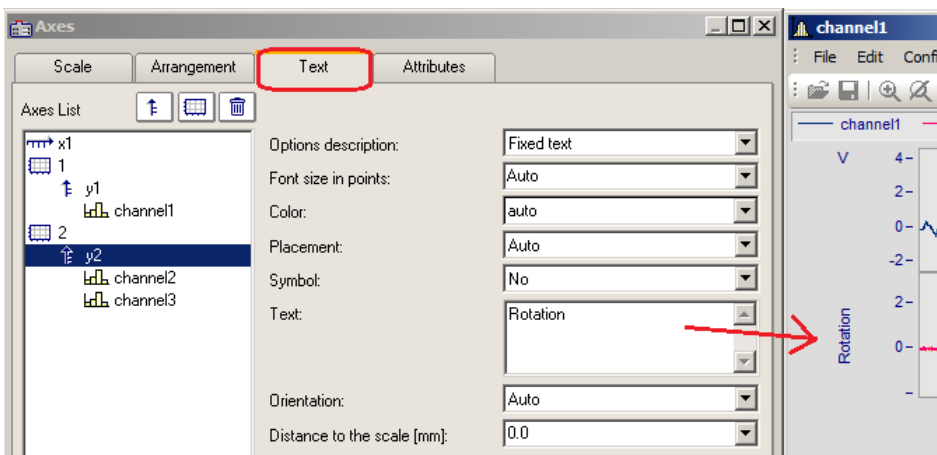 Axes
Scale
Arrangement
Text
Attributes
Axes List
x1
1
y1
channel1
2
y2
channel2
channel3
Options description:
Fixed text
Font size in points:
Auto
Color:
auto
Placement:
Auto
Symbol:
No
Text:
Rotation
Orientation:
Auto
Distance to the scale [mm]:
0.0
channel1
File Edit Confi
channel1
V
4
2
0
-2
2
0
Rotation